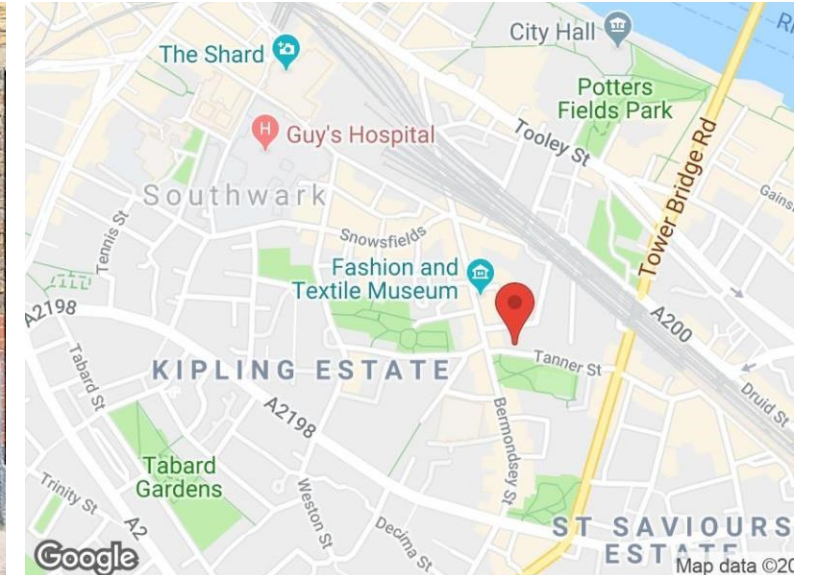 City Hall
The Shard
Potters
Fields Park
H
Guy's Hospital
Tooley St
Tower Bridge Rd
Southwark
Tennis St
Snowsfields
Fashion and
Textile Museum
A2198
A200
KIPLING ESTATE
Tanner St
Tabard St
A2198
Druid St
Bermondsey St
Tabard
Gardens
Trinity St
Weston St
A2
Decima St
ST SAVIOURS
ESTATE
Google
Map data ©20